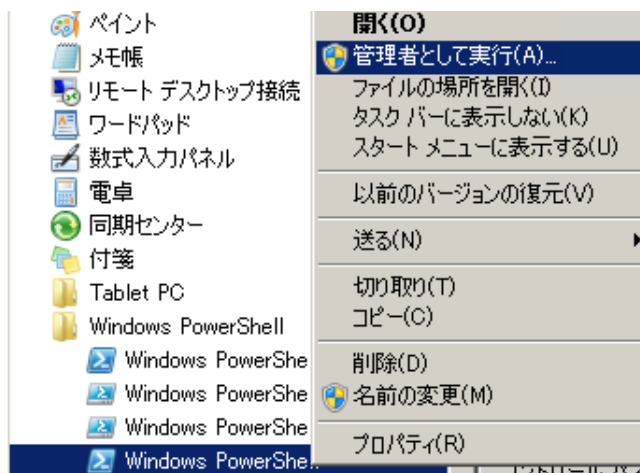 ペイント
メモ帳
リモート デスクトップ接続
ワードパッド
数式入力パネル
電卓
同期センター
付箋
Tablet PC
Windows PowerShell
Windows PowerShe
Windows PowerShe
Windows PowerShe
Windows PowerShell
開く(O)
管理者として実行(A)...
ファイルの場所を開く(I)
タスク バーに表示しない(K)
スタート メニューに表示する(U)
以前のバージョンの復元(V)
送る(N)
切り取り(T)
コピー(C)
削除(D)
名前の変更(M)
プロパティ(R)